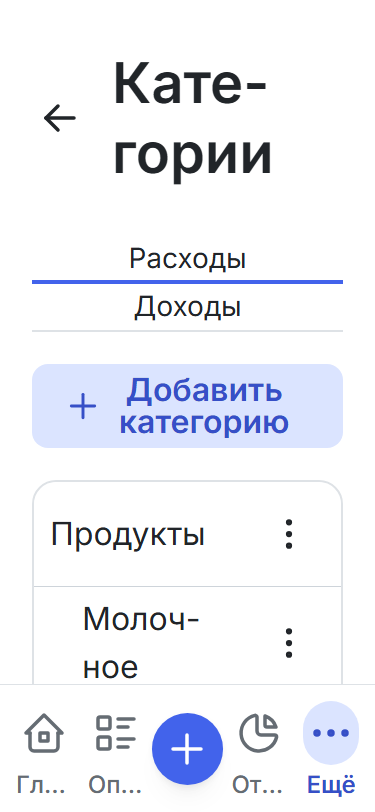 Кате-
гории
Расходы
Доходы
Добавить
категорию
Продукты
Молоч-
ное
Гл...
Оп...
От...
Ещё